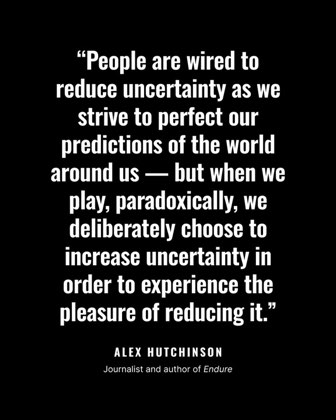 “People are wired to
reduce uncertainty as we
strive to perfect our
predictions of the world
around us — but when we
play, paradoxically, we
deliberately choose to
increase uncertainty in
order to experience the
pleasure of reducing it.”
ALEX HUTCHINSON
Journalist and author of Endure